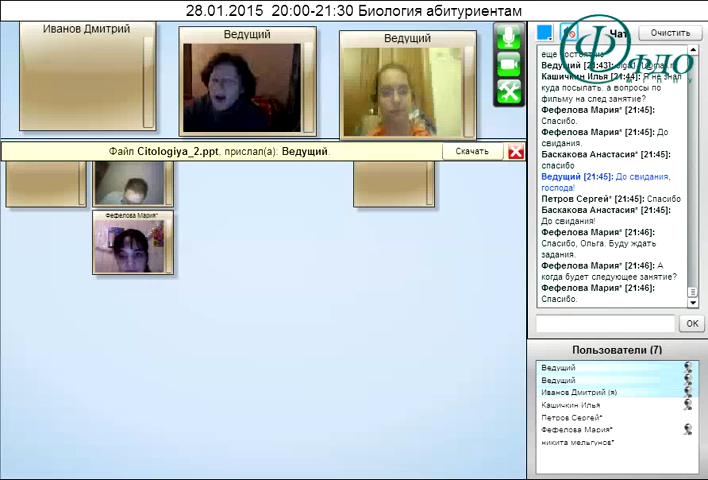 28.01.2015 20:00-21:30 Биология абитуриентам
Иванов Дмитрий
Ведущий
Ведущий
Файл Citologiya_2.ppt, прислал(а): Ведущий.
Скачать
Фефелова Мария*
Чат
Очистить
Фбло
еще
Ведущий [21:43]:
Кашичкин Илья [21:44]: Я не знал
куда посылать. а вопросы по
фильму на след занятие?
Фефелова Мария* [21:45]:
Спасибо.
Фефелова Мария* [21:45]: До
свидания.
Баскакова Анастасия* [21:45]:
спасибо
Ведущий [21:45]: До свидания,
господа!
Петров Сергей* [21:45]: Спасибо
Баскакова Анастасия* [21:45]:
До свидания!
Фефелова Мария* [21:46]:
Спасибо, Ольга. Буду ждать
задания.
Фефелова Мария* [21:46]: А
когда будет следующее занятие?
Фефелова Мария* [21:46]:
Спасибо.
OK
Пользователи (7)
Ведущий
Ведущий
Иванов Дмитрий (я)
Кашичкин Илья
Петров Сергей*
Фефелова Мария*
никита мельгунов*